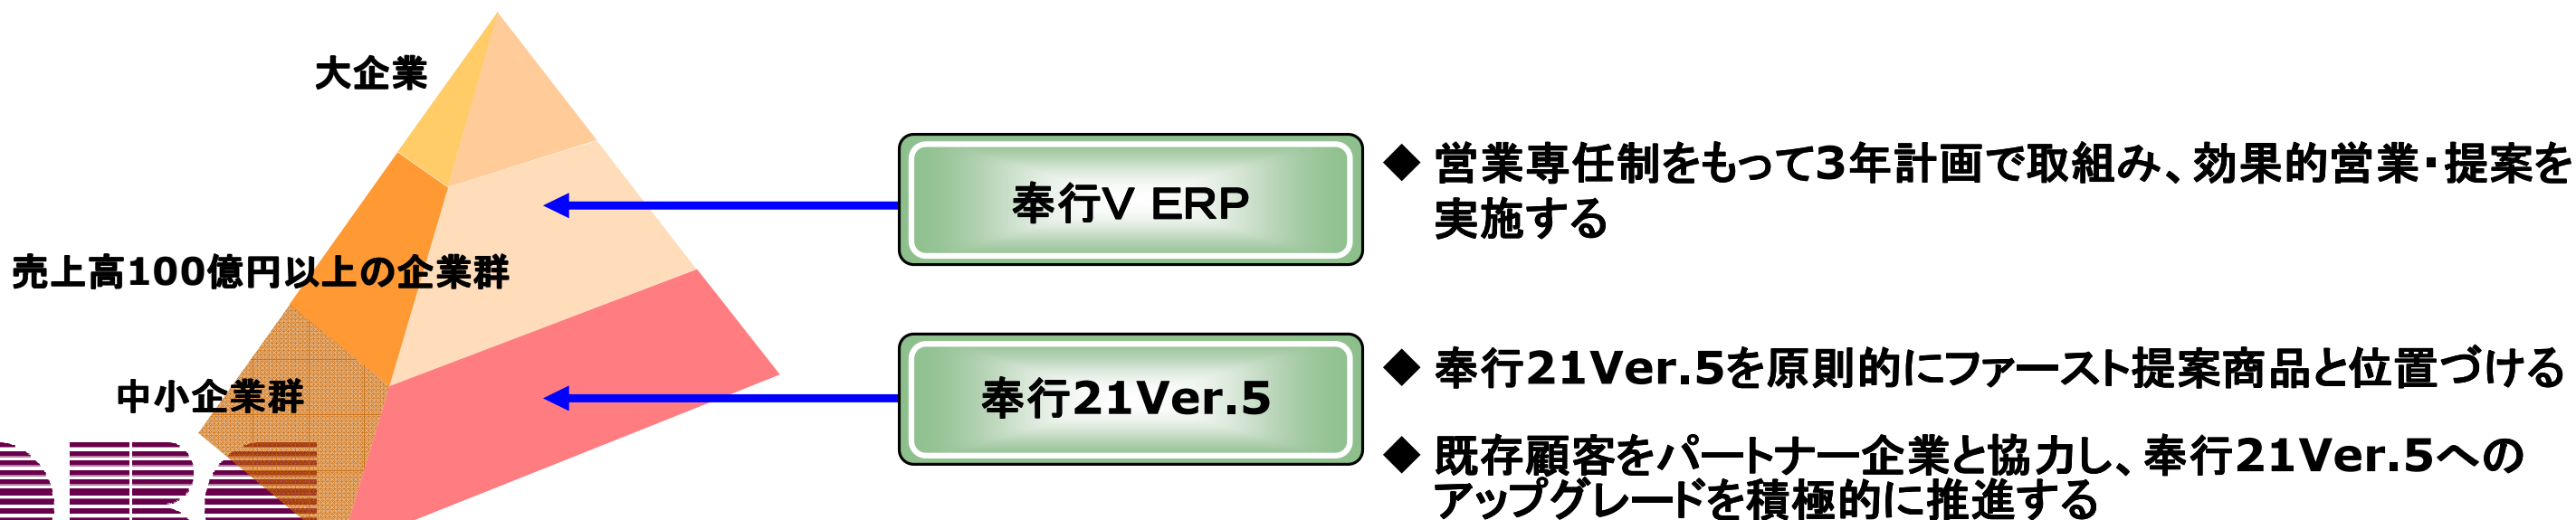 大企業
売上高100億円以上の企業群
中小企業群
奉行V ERP
◆ 営業専任制をもって3年計画で取組み、効果的営業・提案を
実施する
奉行21Ver.5
◆ 奉行21Ver.5を原則的にファースト提案商品と位置づける
◆ 既存顧客をパートナー企業と協力し、奉行21Ver.5への
アップグレードを積極的に推進する